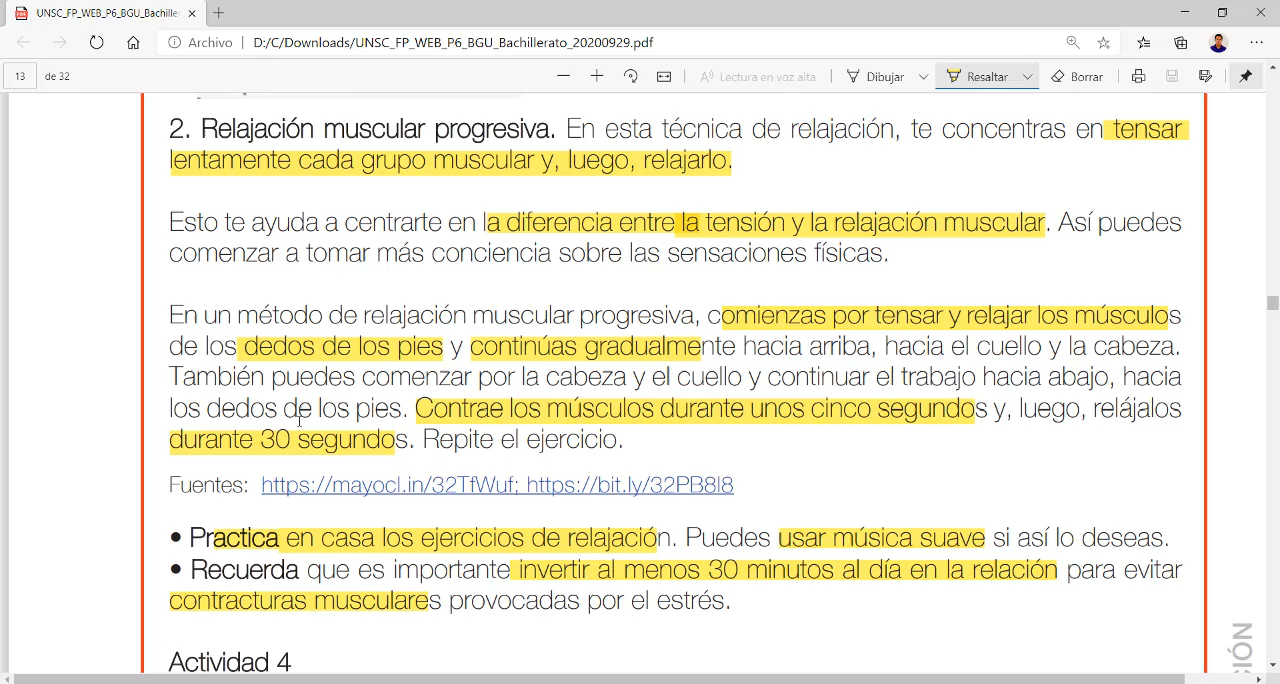 UNSC_FP_WEB_P6_BGU_Bachille
Archivo D:/C/Downloads/UNSC_FP_WEB_P6_BGU_Bachillerato_20200929.pdf
13 de 32 Lectura en voz alta Dibujar Resaltar Borrar
2. Relajación muscular progresiva. En esta técnica de relajación, te concentras en tensar
lentamente cada grupo muscular y, luego, relajarlo.
Esto te ayuda a centrarte en la diferencia entre la tensión y la relajación muscular. Así puedes
comenzar a tomar más conciencia sobre las sensaciones físicas.
En un método de relajación muscular progresiva, comienzas por tensar y relajar los músculos
de los dedos de los pies y continúas gradualmente hacia arriba, hacia el cuello y la cabeza.
También puedes comenzar por la cabeza y el cuello y continuar el trabajo hacia abajo, hacia
los dedos de los pies. Contrae los músculos durante unos cinco segundos y, luego, relájalos
durante 30 segundos. Repite el ejercicio.
Fuentes: https://mayocl.in/32TfWuf; https://bit.ly/32PB8l8
• Practica en casa los ejercicios de relajación. Puedes usar música suave si así lo deseas.
• Recuerda que es importante invertir al menos 30 minutos al día en la relación para evitar
contracturas musculares provocadas por el estrés.
Actividad 4